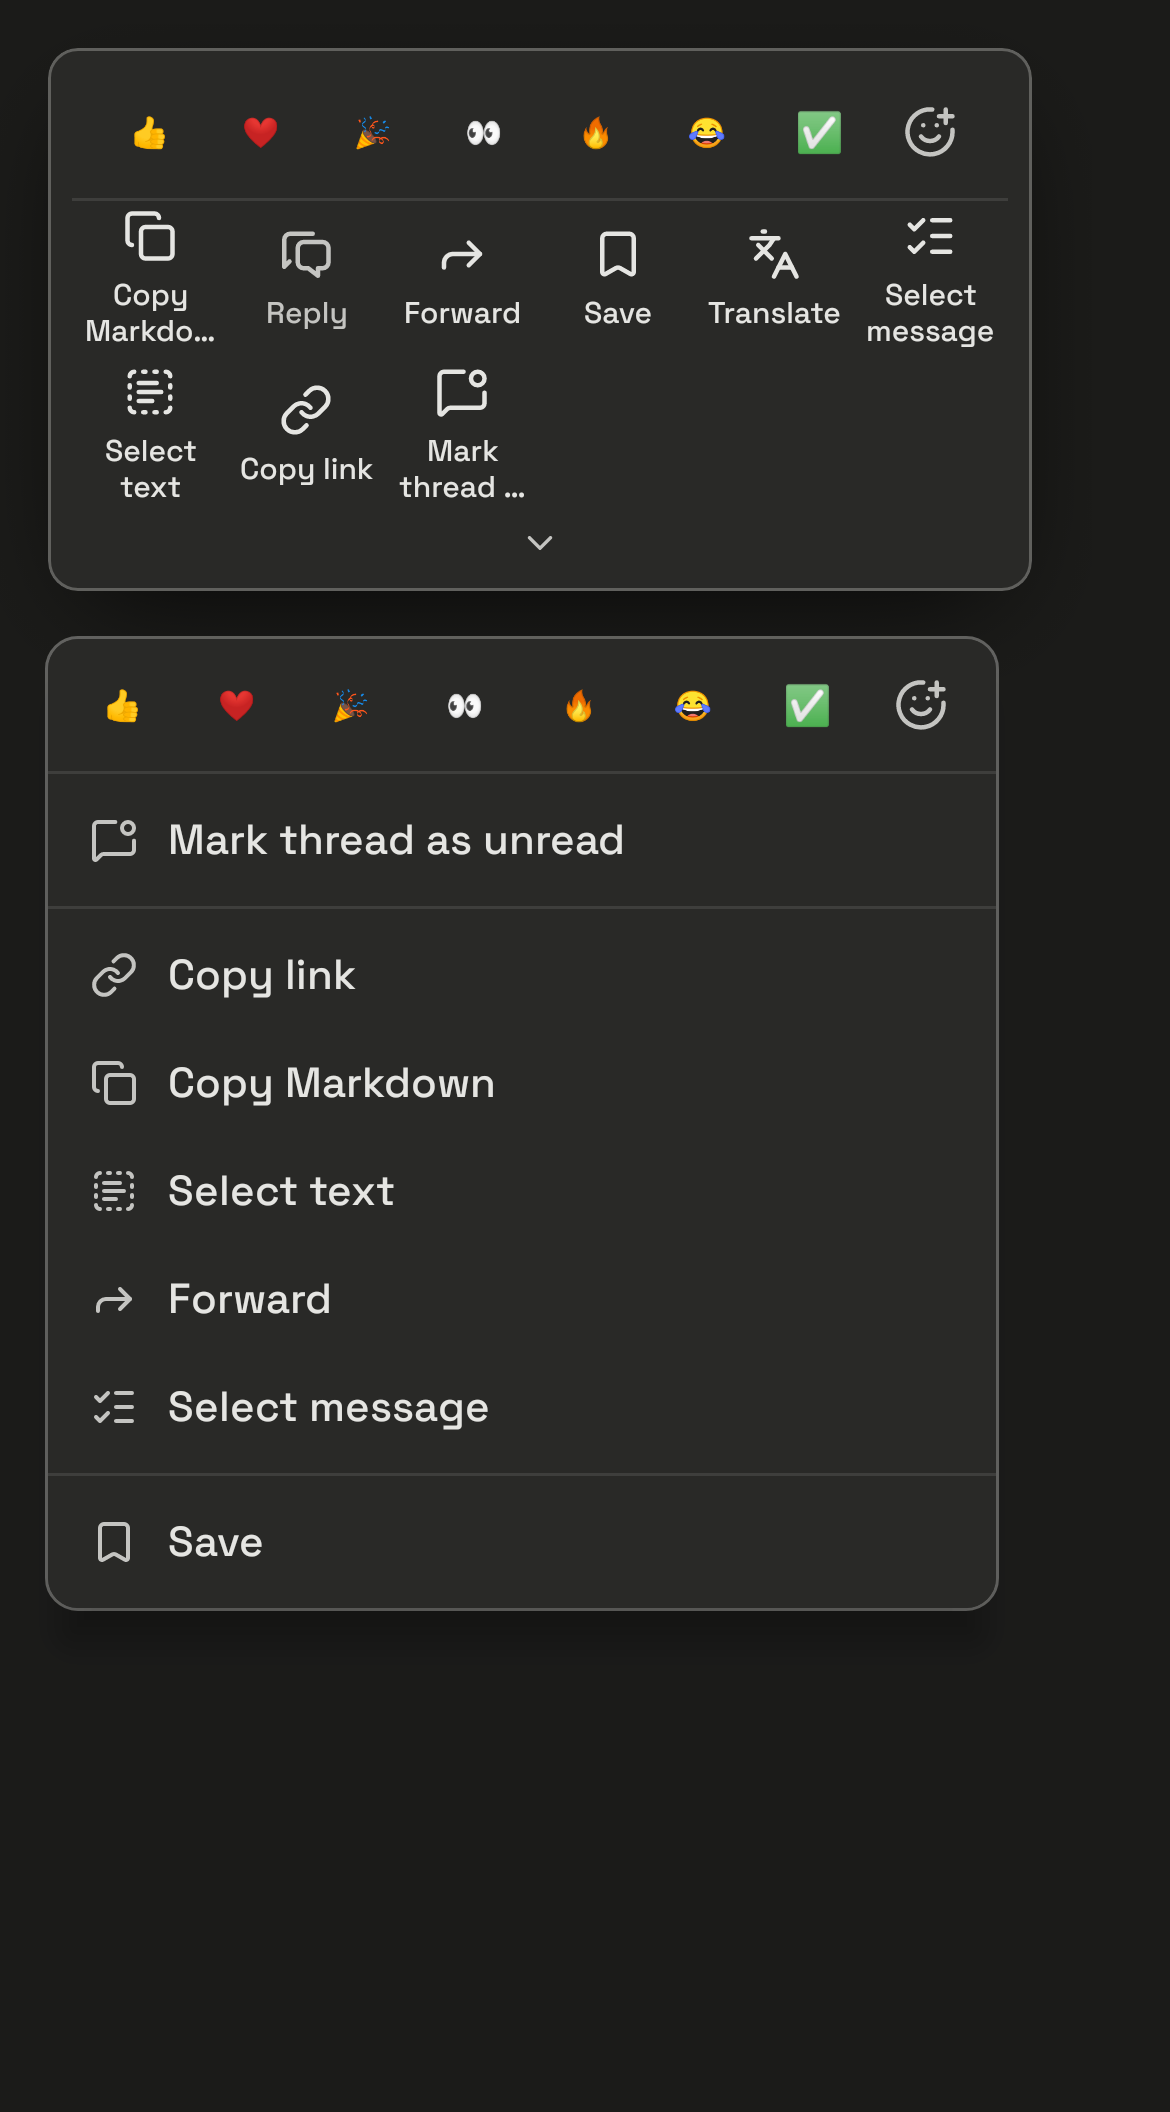 Copy
Markdo...
Reply
Forward
Save
Translate
Select
message
Select
text
Copy link
Mark
thread ...
Mark thread as unread
Copy link
Copy Markdown
Select text
Forward
Select message
Save